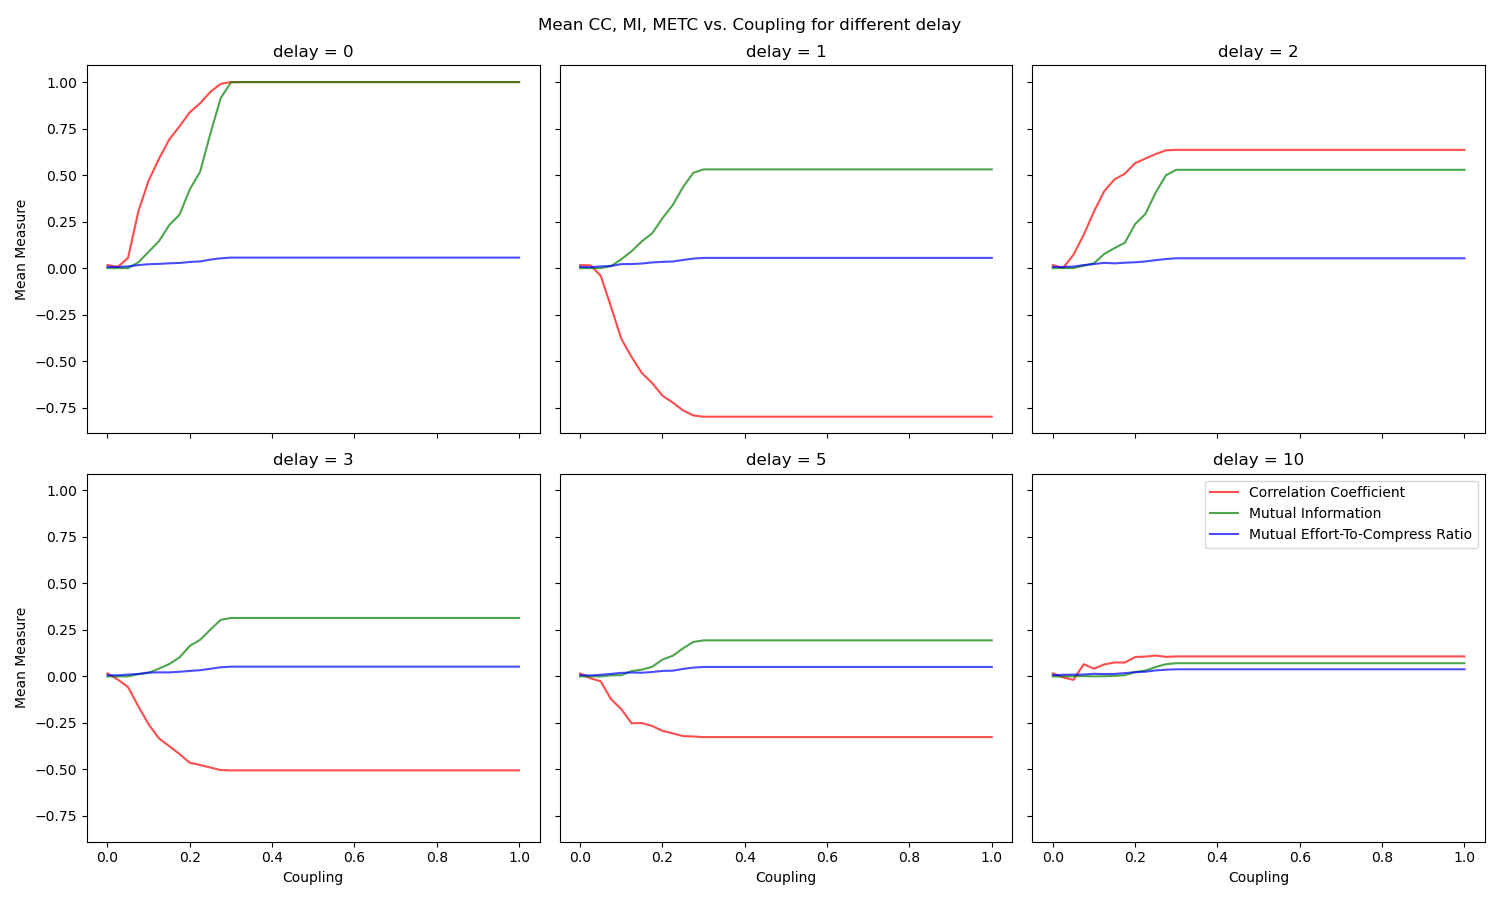 Mean CC, MI, METC vs. Coupling for different delay
delay = 0
delay = 1
delay = 2
1.00
0.75
0.50
0.25
0.00
−0.25
−0.50
−0.75
Mean Measure
delay = 3
delay = 5
delay = 10
1.00
0.75
0.50
0.25
0.00
−0.25
−0.50
−0.75
Mean Measure
Correlation Coefficient
Mutual Information
Mutual Effort-To-Compress Ratio
0.0 0.2 0.4 0.6 0.8 1.0
0.0 0.2 0.4 0.6 0.8 1.0
0.0 0.2 0.4 0.6 0.8 1.0
Coupling
Coupling
Coupling